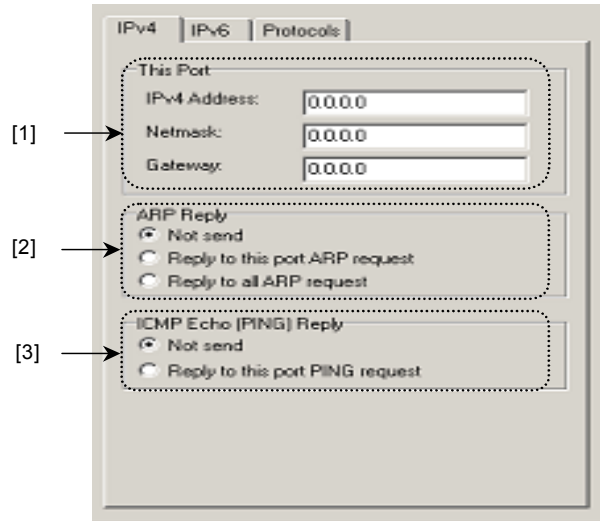 IPv4 IPv6 Protocols
This Port
[1]
IPv4 Address: 0.0.0.0
Netmask: 0.0.0.0
Gateway: 0.0.0.0
[2]
ARP Reply
Not send
Reply to this port ARP request
Reply to all ARP request
[3]
ICMP Echo (PING) Reply
Not send
Reply to this port PING request